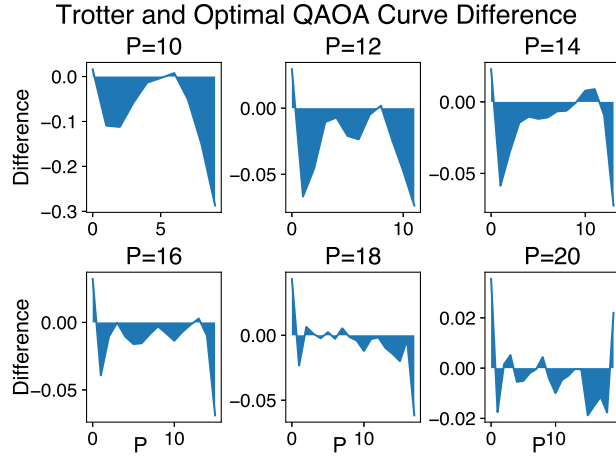 Trotter and Optimal QAOA Curve Difference
P=10 P=12 P=14
Difference
0.0
−0.1
−0.2
−0.3
0 5
0.00
−0.05
0 10
0.00
−0.05
0 10
P=16 P=18 P=20
Difference
0.00
−0.05
0 10
P
0.00
−0.05
0 10
P
0.02
0.00
−0.02
0 10
P